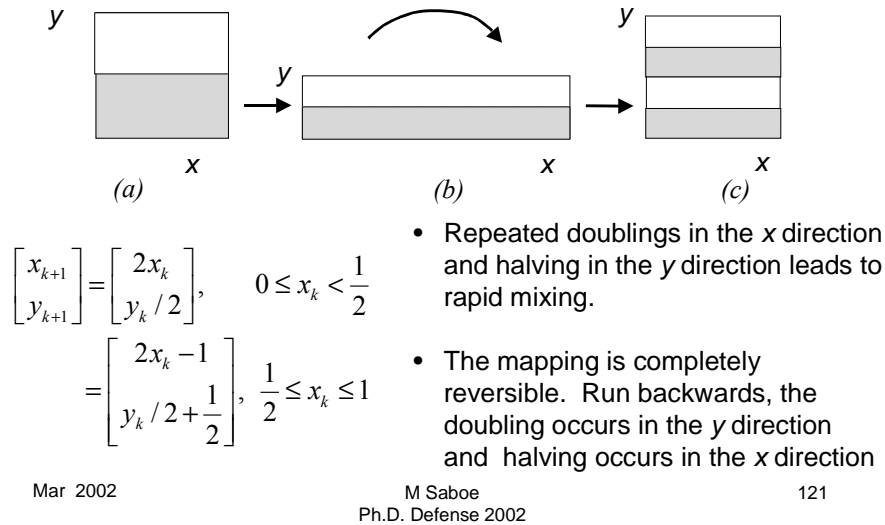 y
y
y
x
x
x
(a)
(b)
(c)
[x_{k+1} y_{k+1}] = [2x_k y_k / 2], 0 ≤ x_k < 1/2
= [2x_k − 1 y_k / 2 + 1/2], 1/2 ≤ x_k ≤ 1
• Repeated doublings in the x direction
and halving in the y direction leads to
rapid mixing.
• The mapping is completely
reversible. Run backwards, the
doubling occurs in the y direction
and halving occurs in the x direction
Mar 2002
M Saboe
121
Ph.D. Defense 2002